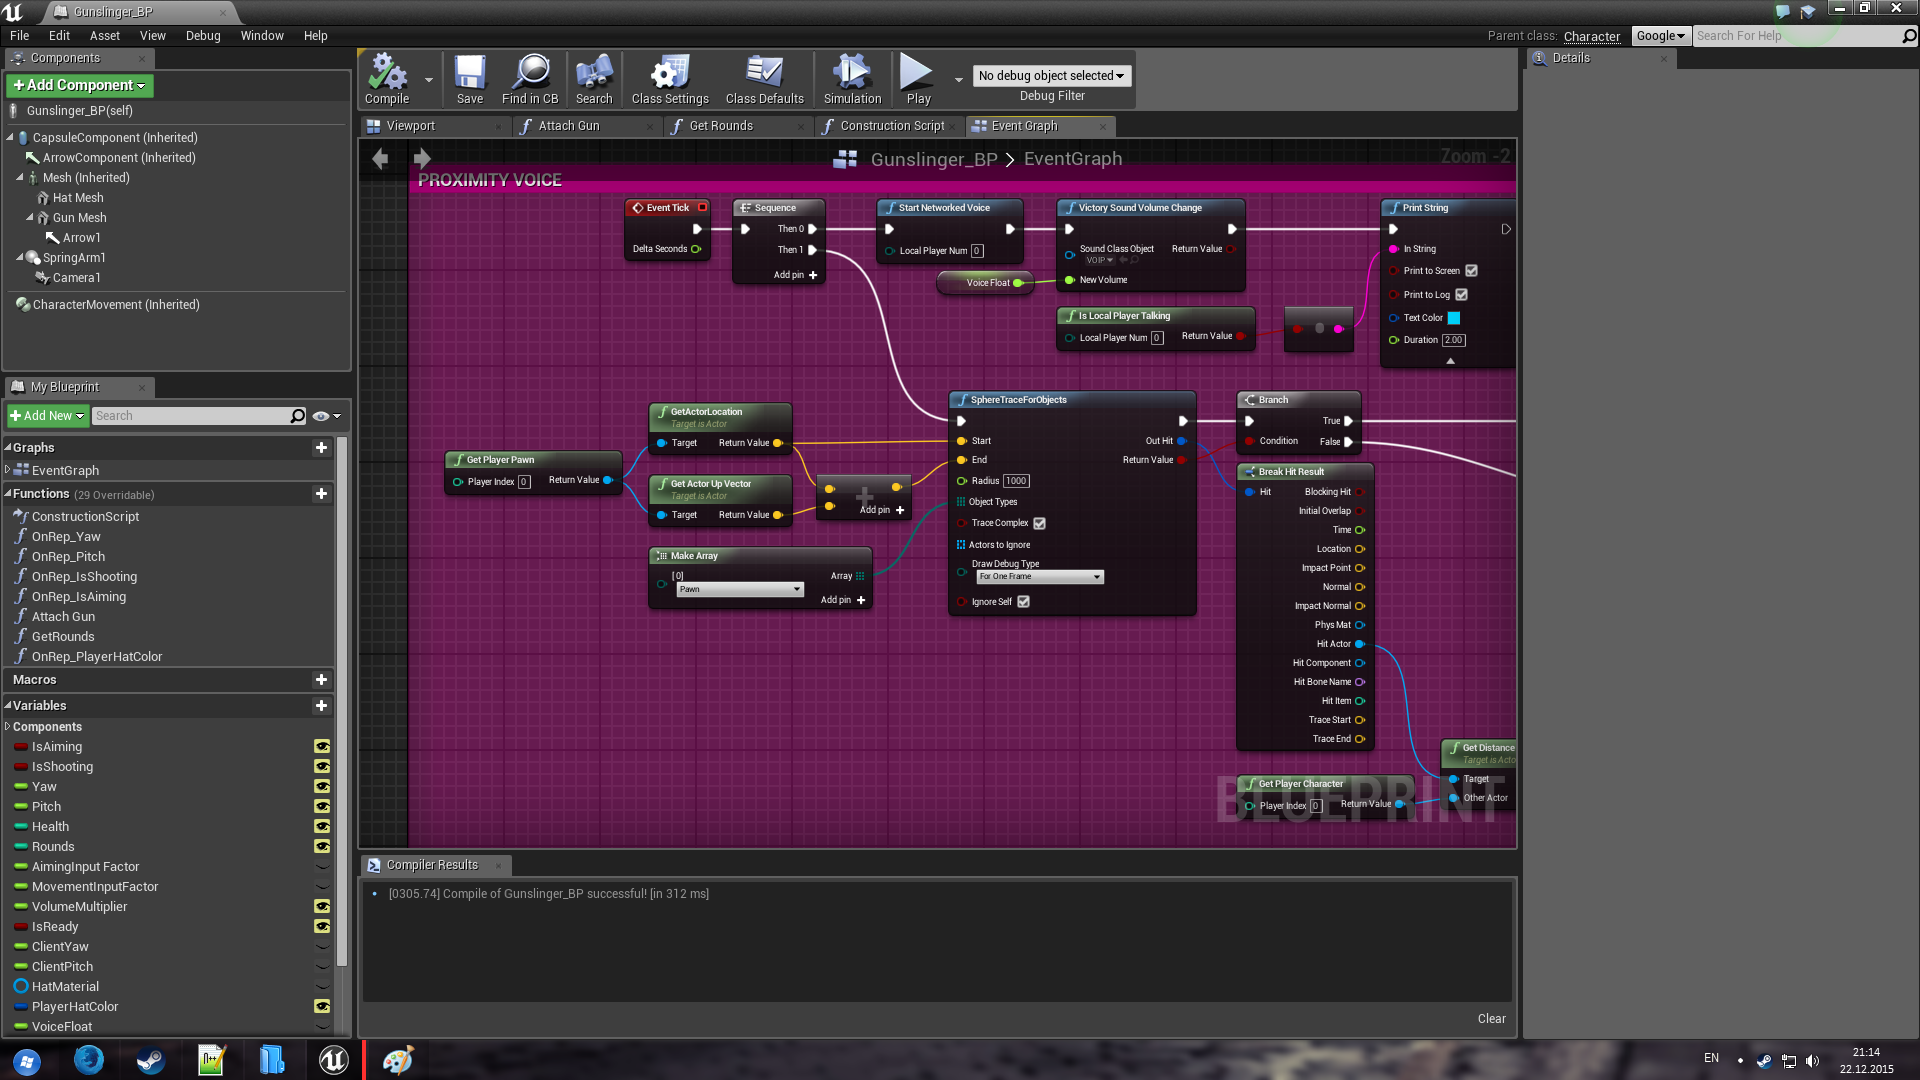 Gunslinger_BP
File Edit Asset View Debug Window Help
Parent class: Character Google Search For Help
Components
Add Component
Gunslinger_BP(self)
CapsuleComponent (Inherited)
ArrowComponent (Inherited)
Mesh (Inherited)
Hat Mesh
Gun Mesh
Arrow1
SpringArm1
Camera1
CharacterMovement (Inherited)
My Blueprint
Add New Search
Graphs
EventGraph
Functions (29 Overridable)
ConstructionScript
OnRep_Yaw
OnRep_Pitch
OnRep_IsShooting
OnRep_IsAiming
Attach Gun
GetRounds
OnRep_PlayerHatColor
Macros
Variables
Components
IsAiming
IsShooting
Yaw
Pitch
Health
Rounds
AimingInput Factor
MovementInputFactor
VolumeMultiplier
IsReady
ClientYaw
ClientPitch
HatMaterial
PlayerHatColor
VoiceFloat
Compile Save Find in CB Search Class Settings Class Defaults Simulation Play
No debug object selected
Debug Filter
Viewport Attach Gun Get Rounds Construction Script Event Graph
Gunslinger_BP > EventGraph
Zoom -2
PROXIMITY VOICE
Event Tick
Delta Seconds
Sequence
Then 0
Then 1
Add pin
Start Networked Voice
Local Player Num 0
Voice Float
Victory Sound Volume Change
Sound Class Object Return Value
VOIP
New Volume
Is Local Player Talking
Local Player Num 0 Return Value
Print String
In String
Print to Screen
Print to Log
Text Color
Duration 2.00
Get Player Pawn
Player Index 0 Return Value
GetActorLocation
Target is Actor
Target Return Value
Get Actor Up Vector
Target is Actor
Target Return Value
Add pin
Make Array
[0] Array
Pawn
Add pin
SphereTraceForObjects
Start Out Hit
End Return Value
Radius 1000
Object Types
Trace Complex
Actors to Ignore
Draw Debug Type
For One Frame
Ignore Self
Branch
True
Condition False
Break Hit Result
Hit Blocking Hit
Initial Overlap
Time
Location
Impact Point
Normal
Impact Normal
Phys Mat
Hit Actor
Hit Component
Hit Bone Name
Hit Item
Trace Start
Trace End
Get Player Character
Player Index 0 Return Value
Get Distance
Target is Acto
Target
Other Actor
BLUEPRINT
Compiler Results
[0305.74] Compile of Gunslinger_BP successful! [in 312 ms]
Clear
Details
EN
21:14
22.12.2015